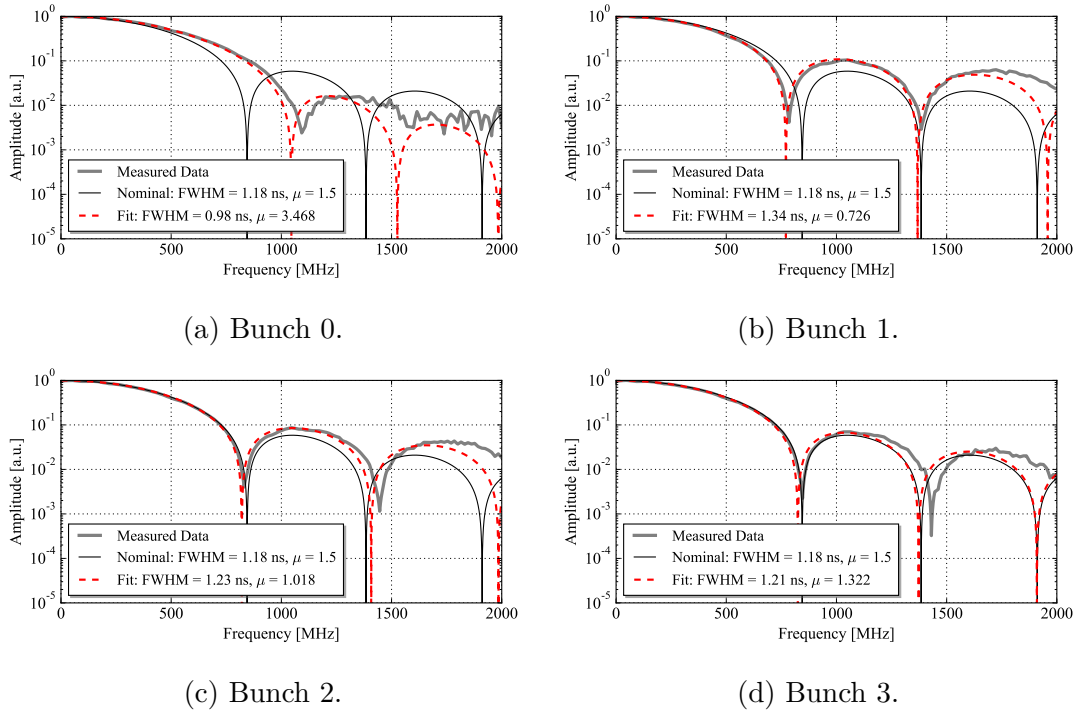 10^0
10^-1
10^-2
10^-3
10^-4
10^-5
Amplitude [a.u.]
Measured Data
Nominal: FWHM = 1.18 ns, μ = 1.5
Fit: FWHM = 0.98 ns, μ = 3.468
0 500 1000 1500 2000
Frequency [MHz]
(a) Bunch 0.
10^0
10^-1
10^-2
10^-3
10^-4
10^-5
Amplitude [a.u.]
Measured Data
Nominal: FWHM = 1.18 ns, μ = 1.5
Fit: FWHM = 1.34 ns, μ = 0.726
0 500 1000 1500 2000
Frequency [MHz]
(b) Bunch 1.
10^0
10^-1
10^-2
10^-3
10^-4
10^-5
Amplitude [a.u.]
Measured Data
Nominal: FWHM = 1.18 ns, μ = 1.5
Fit: FWHM = 1.23 ns, μ = 1.018
0 500 1000 1500 2000
Frequency [MHz]
(c) Bunch 2.
10^0
10^-1
10^-2
10^-3
10^-4
10^-5
Amplitude [a.u.]
Measured Data
Nominal: FWHM = 1.18 ns, μ = 1.5
Fit: FWHM = 1.21 ns, μ = 1.322
0 500 1000 1500 2000
Frequency [MHz]
(d) Bunch 3.